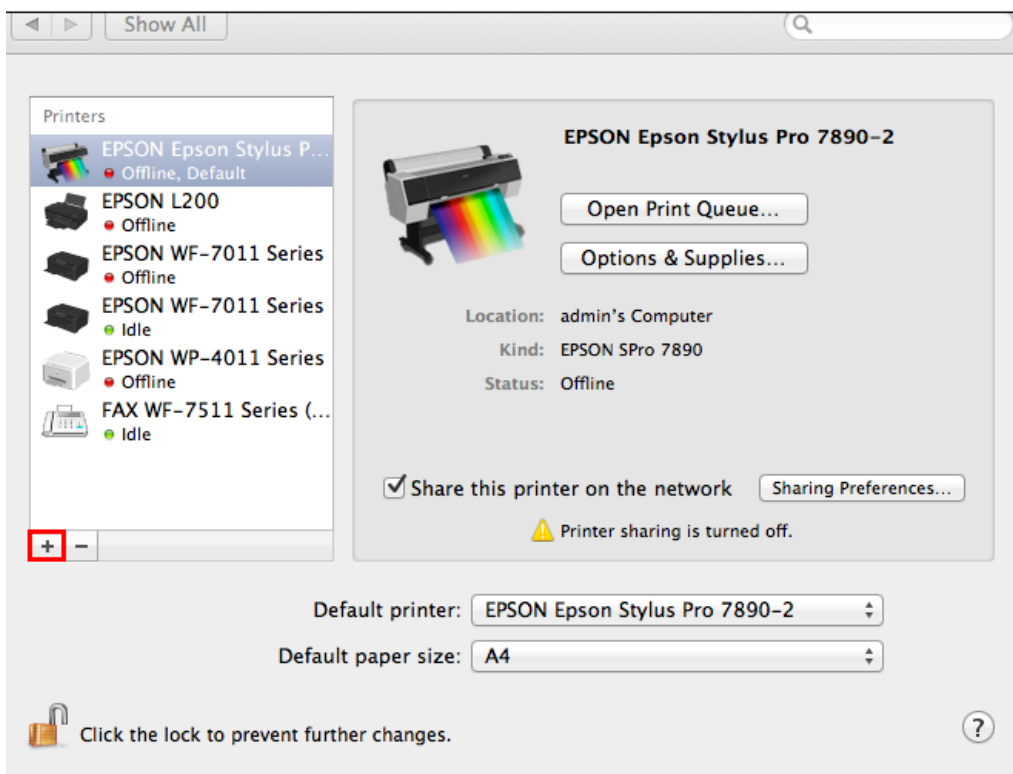 Show All
Printers
EPSON Epson Stylus P...
Offline, Default
EPSON L200
Offline
EPSON WF-7011 Series
Offline
EPSON WF-7011 Series
Idle
EPSON WP-4011 Series
Offline
FAX WF-7511 Series (...
Idle
+ −
EPSON Epson Stylus Pro 7890-2
Open Print Queue...
Options & Supplies...
Location: admin's Computer
Kind: EPSON SPro 7890
Status: Offline
Share this printer on the network Sharing Preferences...
Printer sharing is turned off.
Default printer: EPSON Epson Stylus Pro 7890-2
Default paper size: A4
Click the lock to prevent further changes. ?